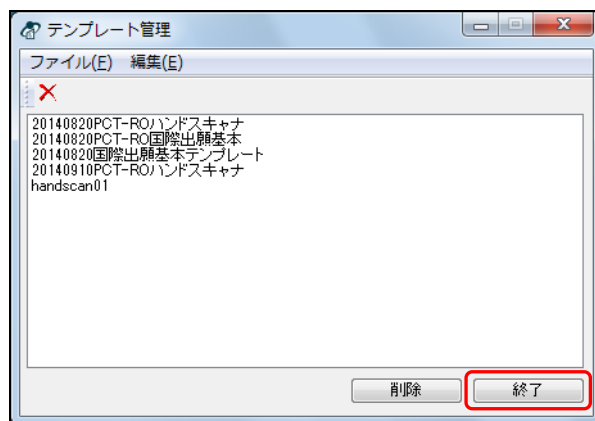 テンプレート管理
ファイル(F) 編集(E)
20140820PCT-ROハンドスキャナ
20140820PCT-RO国際出願基本
20140820国際出願基本テンプレート
20140910PCT-ROハンドスキャナ
handscan01
削除 終了